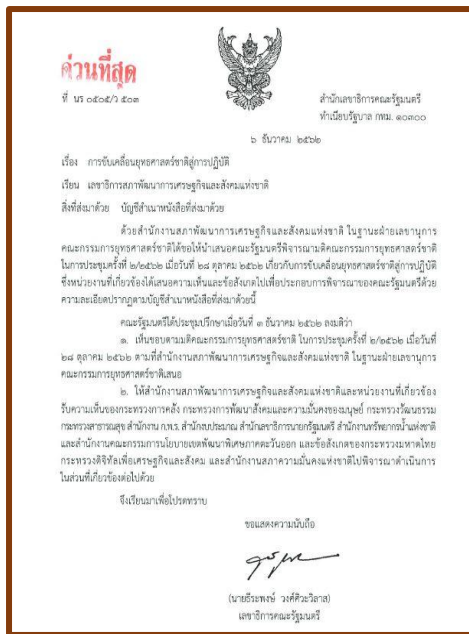 ด่วนที่สุด
ที่ นร ๐๕๐๕/ว ๕๐๓
สำนักเลขาธิการคณะรัฐมนตรี
ทำเนียบรัฐบาล กทม. ๑๐๓๐๐
๖ ธันวาคม ๒๕๖๒
เรื่อง การขับเคลื่อนยุทธศาสตร์ชาติสู่การปฏิบัติ
เรียน เลขาธิการสภาพัฒนาการเศรษฐกิจและสังคมแห่งชาติ
สิ่งที่ส่งมาด้วย บัญชีสำเนาหนังสือที่ส่งมาด้วย
ด้วยสำนักงานสภาพัฒนาการเศรษฐกิจและสังคมแห่งชาติ ในฐานะฝ่ายเลขานุการ
คณะกรรมการยุทธศาสตร์ชาติได้ขอให้นำเสนอคณะรัฐมนตรีพิจารณามติคณะกรรมการยุทธศาสตร์ชาติ
ในการประชุมครั้งที่ ๒/๒๕๖๒ เมื่อวันที่ ๒๘ ตุลาคม ๒๕๖๒ เกี่ยวกับการขับเคลื่อนยุทธศาสตร์ชาติสู่การปฏิบัติ
ซึ่งหน่วยงานที่เกี่ยวข้องได้เสนอความเห็นและข้อสังเกตไปเพื่อประกอบการพิจารณาของคณะรัฐมนตรีด้วย
ความละเอียดปรากฏตามบัญชีสำเนาหนังสือที่ส่งมาด้วยนี้
คณะรัฐมนตรีได้ประชุมปรึกษาเมื่อวันที่ ๓ ธันวาคม ๒๕๖๒ ลงมติว่า
๑. เห็นชอบตามมติคณะกรรมการยุทธศาสตร์ชาติ ในการประชุมครั้งที่ ๒/๒๕๖๒ เมื่อวันที่
๒๘ ตุลาคม ๒๕๖๒ ตามที่สำนักงานสภาพัฒนาการเศรษฐกิจและสังคมแห่งชาติ ในฐานะฝ่ายเลขานุการ
คณะกรรมการยุทธศาสตร์ชาติเสนอ
๒. ให้สำนักงานสภาพัฒนาการเศรษฐกิจและสังคมแห่งชาติและหน่วยงานที่เกี่ยวข้อง
รับความเห็นของกระทรวงการคลัง กระทรวงการพัฒนาสังคมและความมั่นคงของมนุษย์ กระทรวงวัฒนธรรม
กระทรวงสาธารณสุข สำนักงาน ก.พ.ร. สำนักงบประมาณ สำนักเลขาธิการนายกรัฐมนตรี สำนักงานทรัพยากรน้ำแห่งชาติ
และสำนักงานคณะกรรมการนโยบายเขตพัฒนาพิเศษภาคตะวันออก และข้อสังเกตของกระทรวงมหาดไทย
กระทรวงดิจิทัลเพื่อเศรษฐกิจและสังคม และสำนักงานสภาความมั่นคงแห่งชาติไปพิจารณาดำเนินการ
ในส่วนที่เกี่ยวข้องต่อไปด้วย
จึงเรียนมาเพื่อโปรดทราบ
ขอแสดงความนับถือ
(นายธีระพงษ์ วงศ์ศิวะวิลาส)
เลขาธิการคณะรัฐมนตรี